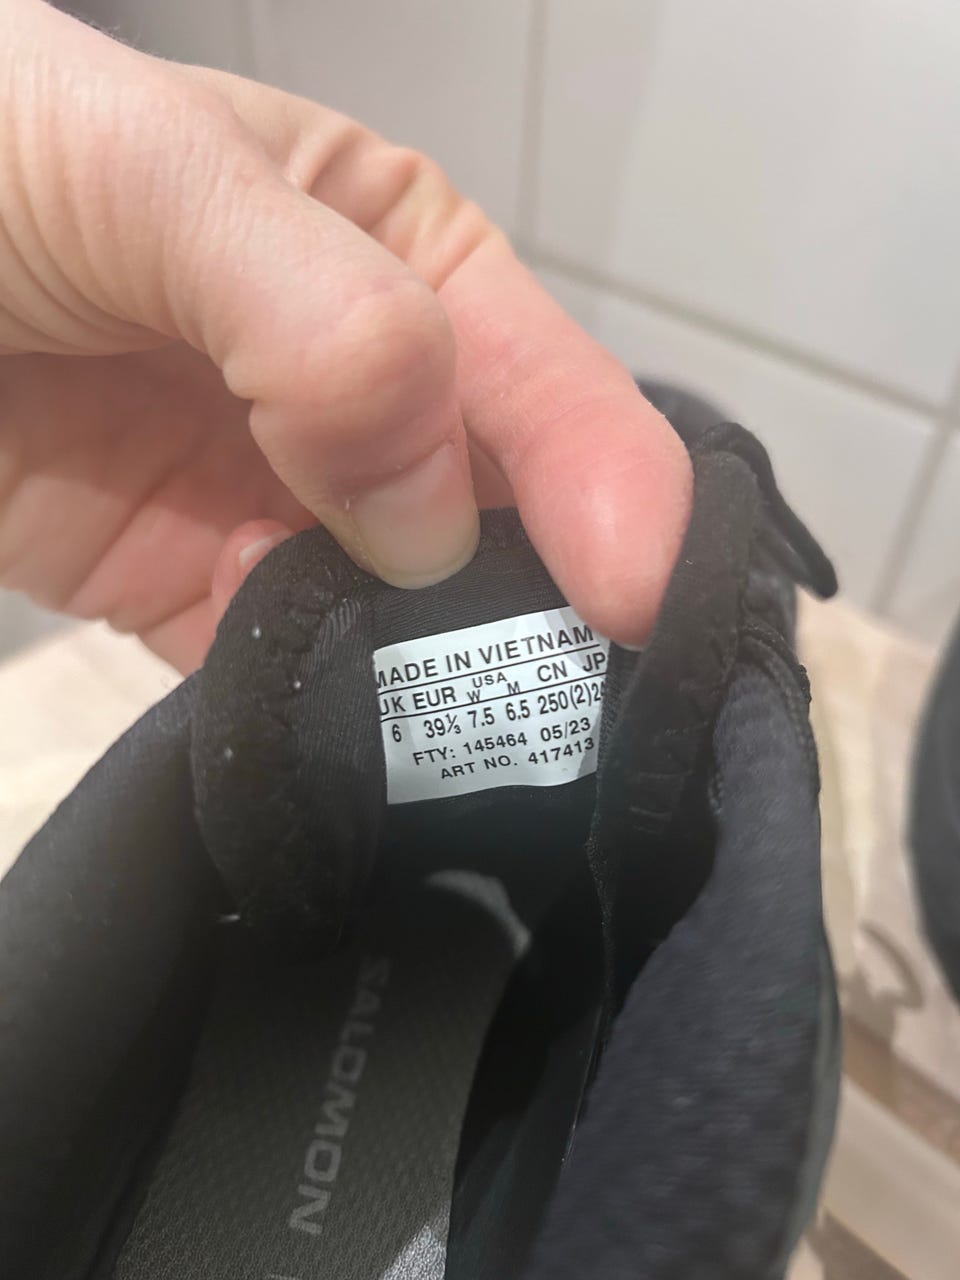 MADE IN VIETNAM
UK EUR USA W M CN JP
6 39⅓ 7.5 6.5 250(2)
FTY: 145464 05/23
ART NO. 417413
SALOMON